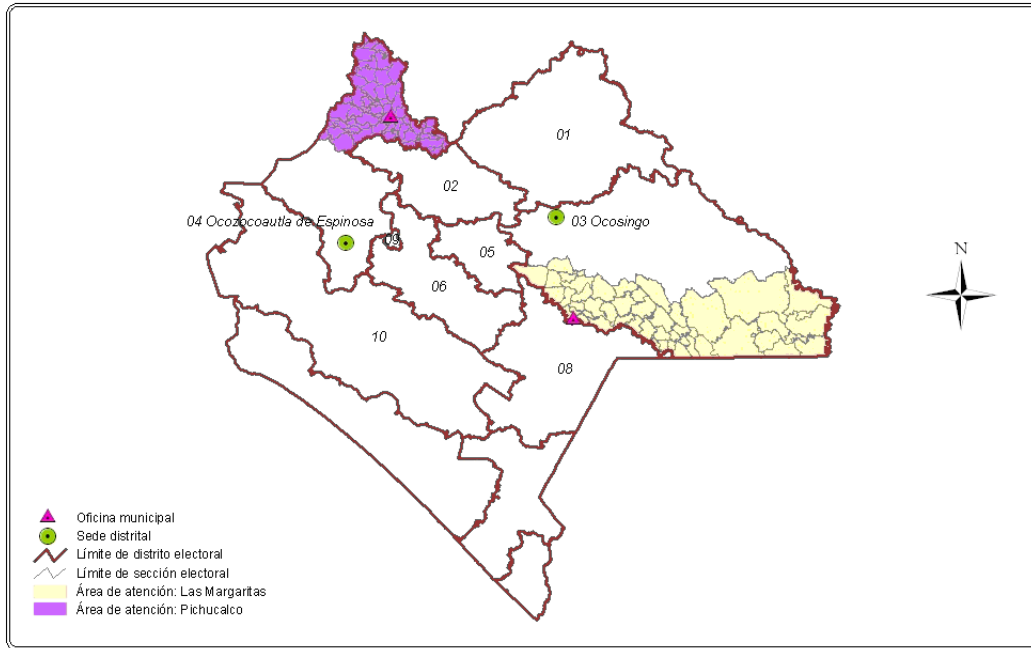 01
02
04 Ocozocoautla de Espinosa
03 Ocosingo
09
05
06
10
08
N
Oficina municipal
Sede distrital
Límite de distrito electoral
Límite de sección electoral
Área de atención: Las Margaritas
Área de atención: Pichucalco